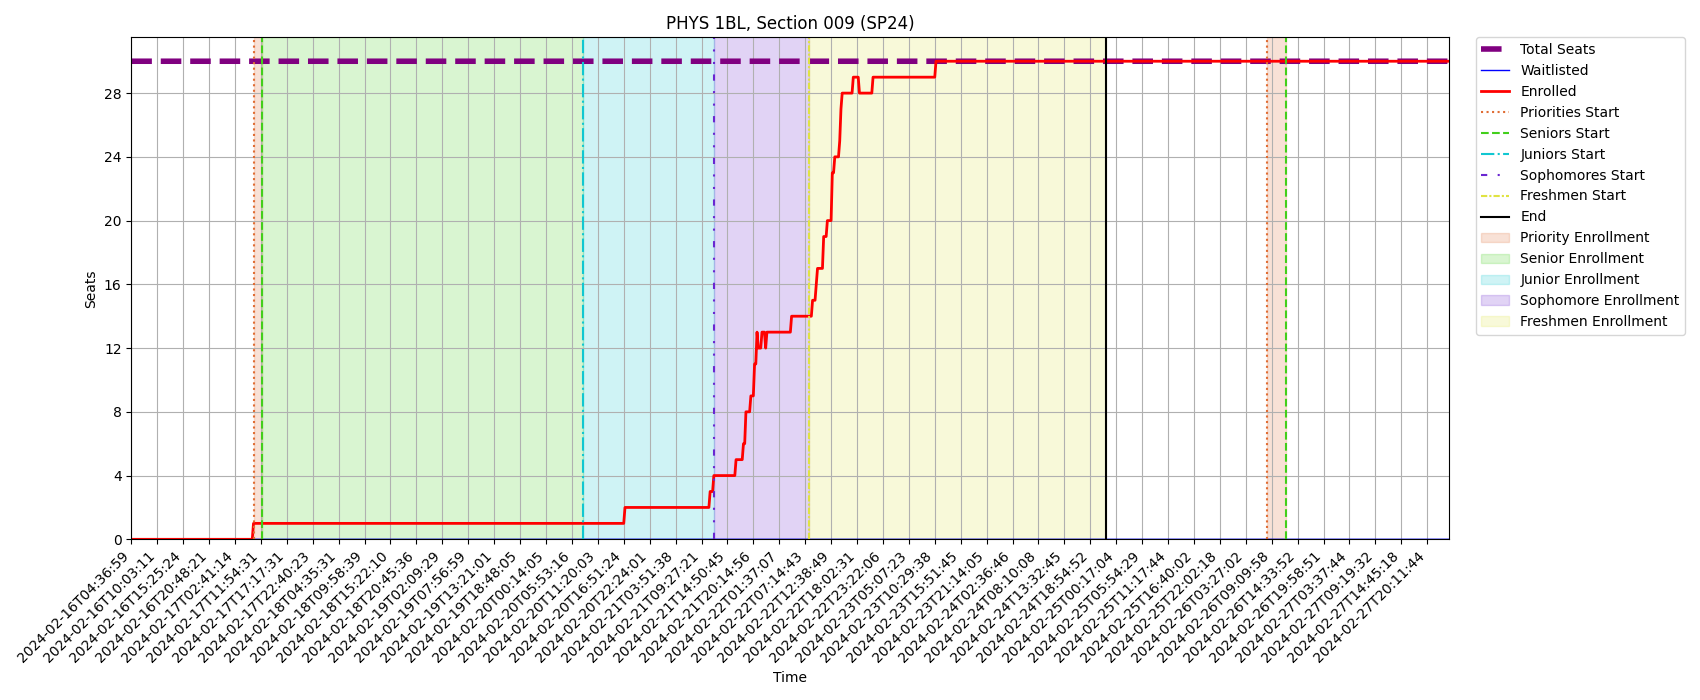 PHYS 1BL, Section 009 (SP24)
Total Seats
Waitlisted
Enrolled
Priorities Start
Seniors Start
Juniors Start
Sophomores Start
Freshmen Start
End
Priority Enrollment
Senior Enrollment
Junior Enrollment
Sophomore Enrollment
Freshmen Enrollment
Seats
28
24
20
16
12
8
4
0
2024-02-16T04:36:59
2024-02-16T10:03:11
2024-02-16T15:25:24
2024-02-16T20:48:21
2024-02-17T02:41:14
2024-02-17T11:54:31
2024-02-17T17:17:31
2024-02-17T22:40:23
2024-02-18T04:35:31
2024-02-18T09:58:39
2024-02-18T15:22:10
2024-02-18T20:45:36
2024-02-19T02:09:29
2024-02-19T07:56:59
2024-02-19T13:21:01
2024-02-19T18:48:05
2024-02-20T00:14:05
2024-02-20T05:53:16
2024-02-20T11:20:03
2024-02-20T16:51:24
2024-02-20T22:24:01
2024-02-21T03:51:38
2024-02-21T09:27:21
2024-02-21T14:50:45
2024-02-21T20:14:56
2024-02-22T01:37:07
2024-02-22T07:14:43
2024-02-22T12:38:49
2024-02-22T18:02:31
2024-02-22T23:22:06
2024-02-23T05:07:23
2024-02-23T10:29:38
2024-02-23T15:51:45
2024-02-23T21:14:05
2024-02-24T02:36:46
2024-02-24T08:10:08
2024-02-24T13:32:45
2024-02-24T18:54:52
2024-02-25T00:17:04
2024-02-25T05:54:29
2024-02-25T11:17:44
2024-02-25T16:40:02
2024-02-25T22:02:18
2024-02-26T03:27:02
2024-02-26T09:09:58
2024-02-26T14:33:52
2024-02-26T19:58:51
2024-02-27T03:37:44
2024-02-27T09:19:32
2024-02-27T14:45:18
2024-02-27T20:11:44
Time